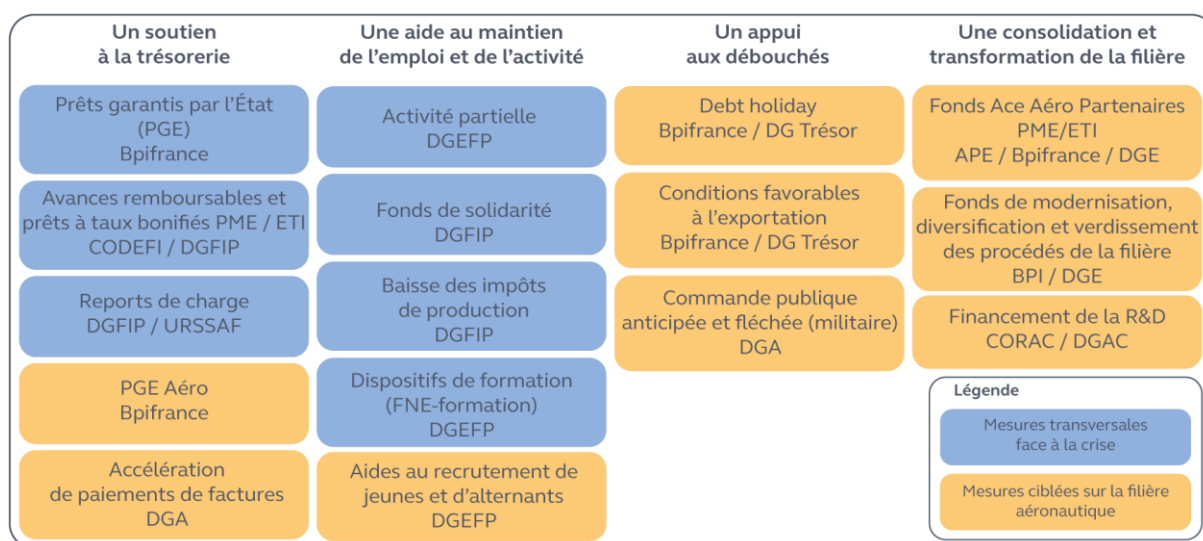 Un soutien
à la trésorerie
Prêts garantis par l'État
(PGE)
Bpifrance
Avances remboursables et
prêts à taux bonifiés PME / ETI
CODEFI / DGFIP
Reports de charge
DGFIP / URSSAF
PGE Aéro
Bpifrance
Accélération
de paiements de factures
DGA
Une aide au maintien
de l'emploi et de l'activité
Activité partielle
DGEFP
Fonds de solidarité
DGFIP
Baisse des impôts
de production
DGFIP
Dispositifs de formation
(FNE-formation)
DGEFP
Aides au recrutement de
jeunes et d'alternants
DGEFP
Un appui
aux débouchés
Debt holiday
Bpifrance / DG Trésor
Conditions favorables
à l'exportation
Bpifrance / DG Trésor
Commande publique
anticipée et fléchée (militaire)
DGA
Une consolidation et
transformation de la filière
Fonds Ace Aéro Partenaires
PME/ETI
APE / Bpifrance / DGE
Fonds de modernisation,
diversification et verdissement
des procédés de la filière
BPI / DGE
Financement de la R&D
CORAC / DGAC
Légende
Mesures transversales
face à la crise
Mesures ciblées sur la filière
aéronautique